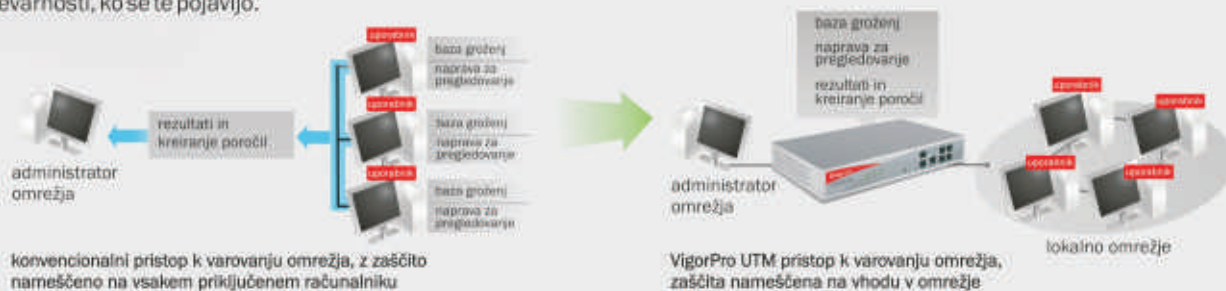 evarnosti, ko se te pojavijo.
uporabnik
baza groženj
naprava za
pregledovanje
uporabnik
baza groženj
naprava za
pregledovanje
uporabnik
baza groženj
naprava za
pregledovanje
rezultati in
kreiranje poročil
administrator
omrežja
konvencionalni pristop k varovanju omrežja, z zaščito
nameščeno na vsakem priključenem računalniku
baza groženj
naprava za
pregledovanje
rezultati in
kreiranje poročil
administrator
omrežja
uporabnik
uporabnik
uporabnik
uporabnik
lokalno omrežje
VigorPro UTM pristop k varovanju omrežja,
zaščita nameščena na vhodu v omrežje